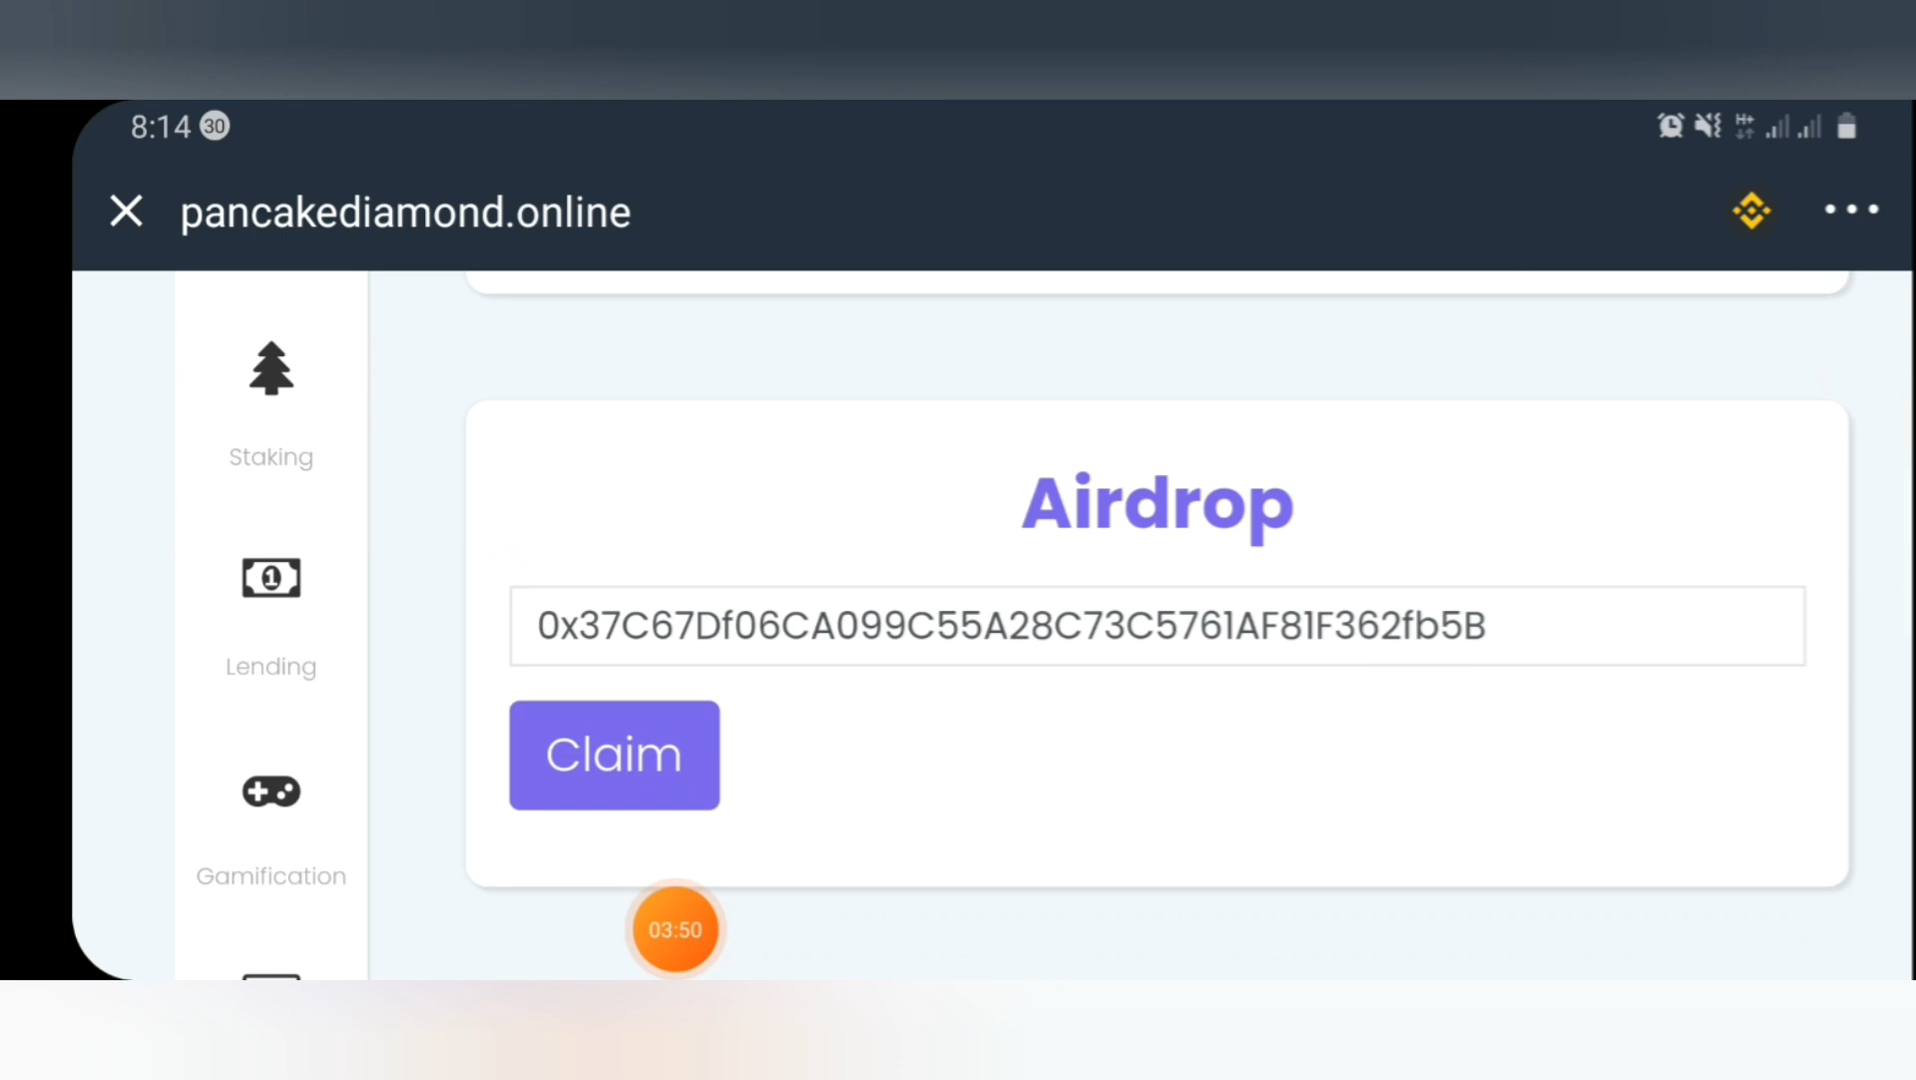 8:14 30
pancakediamond.online
Staking
Lending
Gamification
Airdrop
0x37C67Df06CA099C55A28C73C5761AF81F362fb5B
Claim
03:50